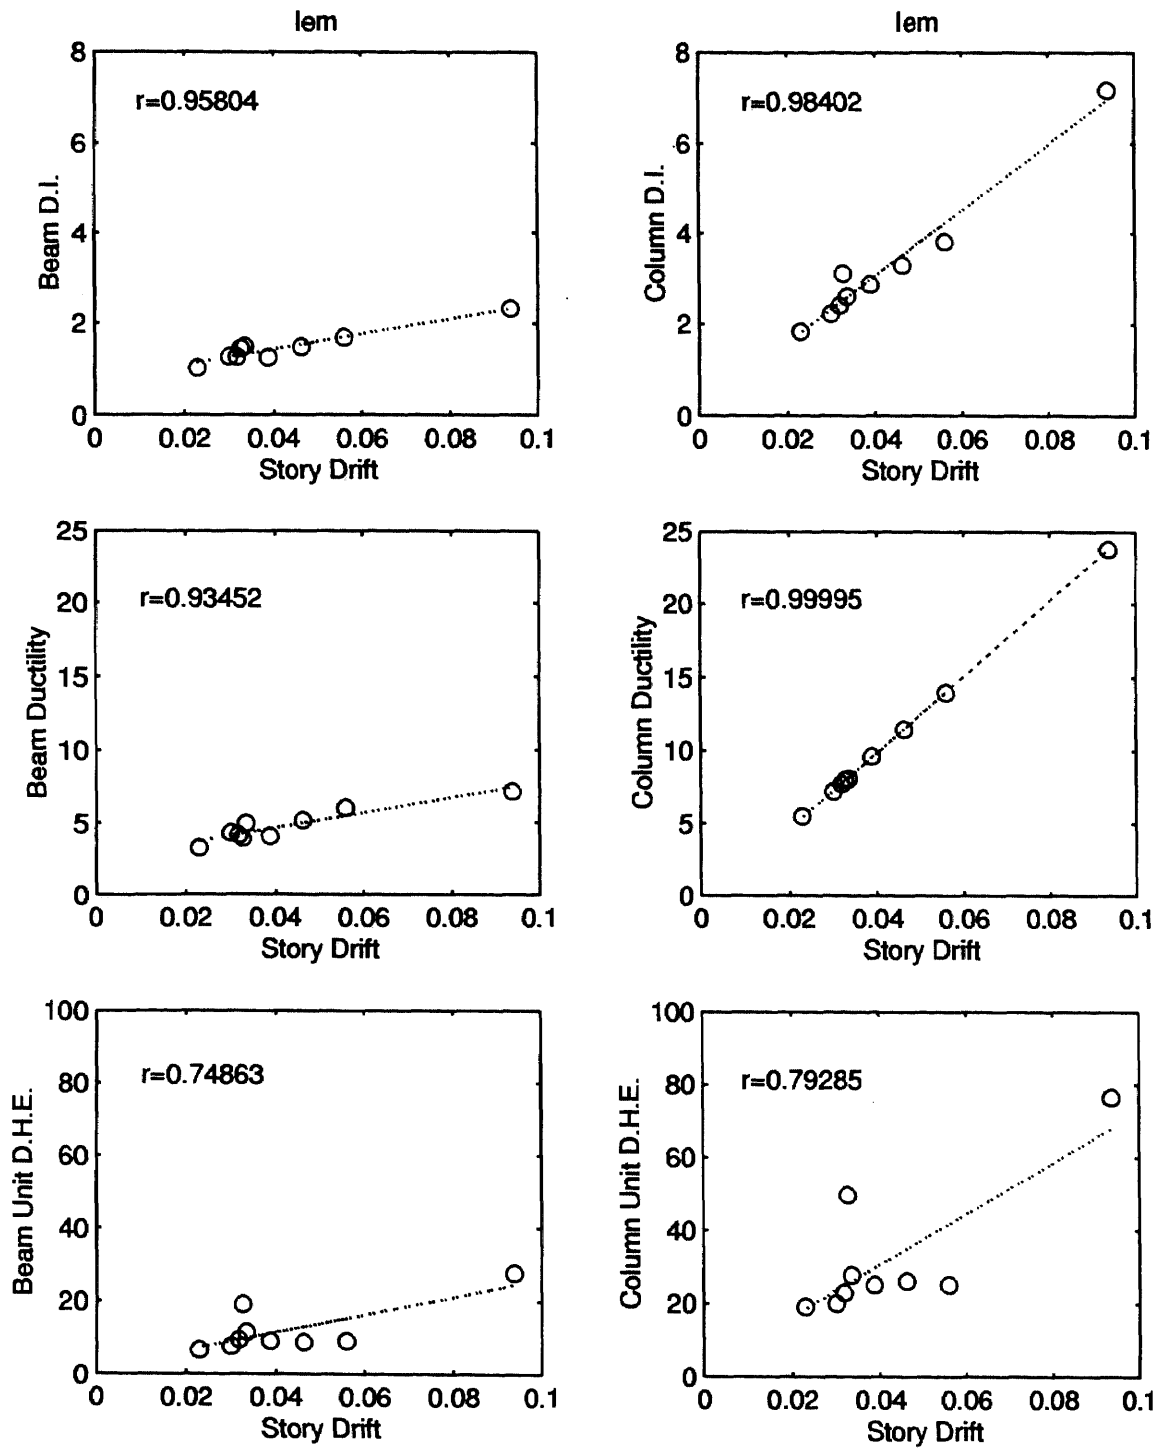 lem
lem
8
6
4
2
0
Beam D.I.
r=0.95804
0 0.02 0.04 0.06 0.08 0.1
Story Drift
8
6
4
2
0
Column D.I.
r=0.98402
0 0.02 0.04 0.06 0.08 0.1
Story Drift
25
20
15
10
5
0
Beam Ductility
r=0.93452
0 0.02 0.04 0.06 0.08 0.1
Story Drift
25
20
15
10
5
0
Column Ductility
r=0.99995
0 0.02 0.04 0.06 0.08 0.1
Story Drift
100
80
60
40
20
0
Beam Unit D.H.E.
r=0.74863
0 0.02 0.04 0.06 0.08 0.1
Story Drift
100
80
60
40
20
0
Column Unit D.H.E.
r=0.79285
0 0.02 0.04 0.06 0.08 0.1
Story Drift